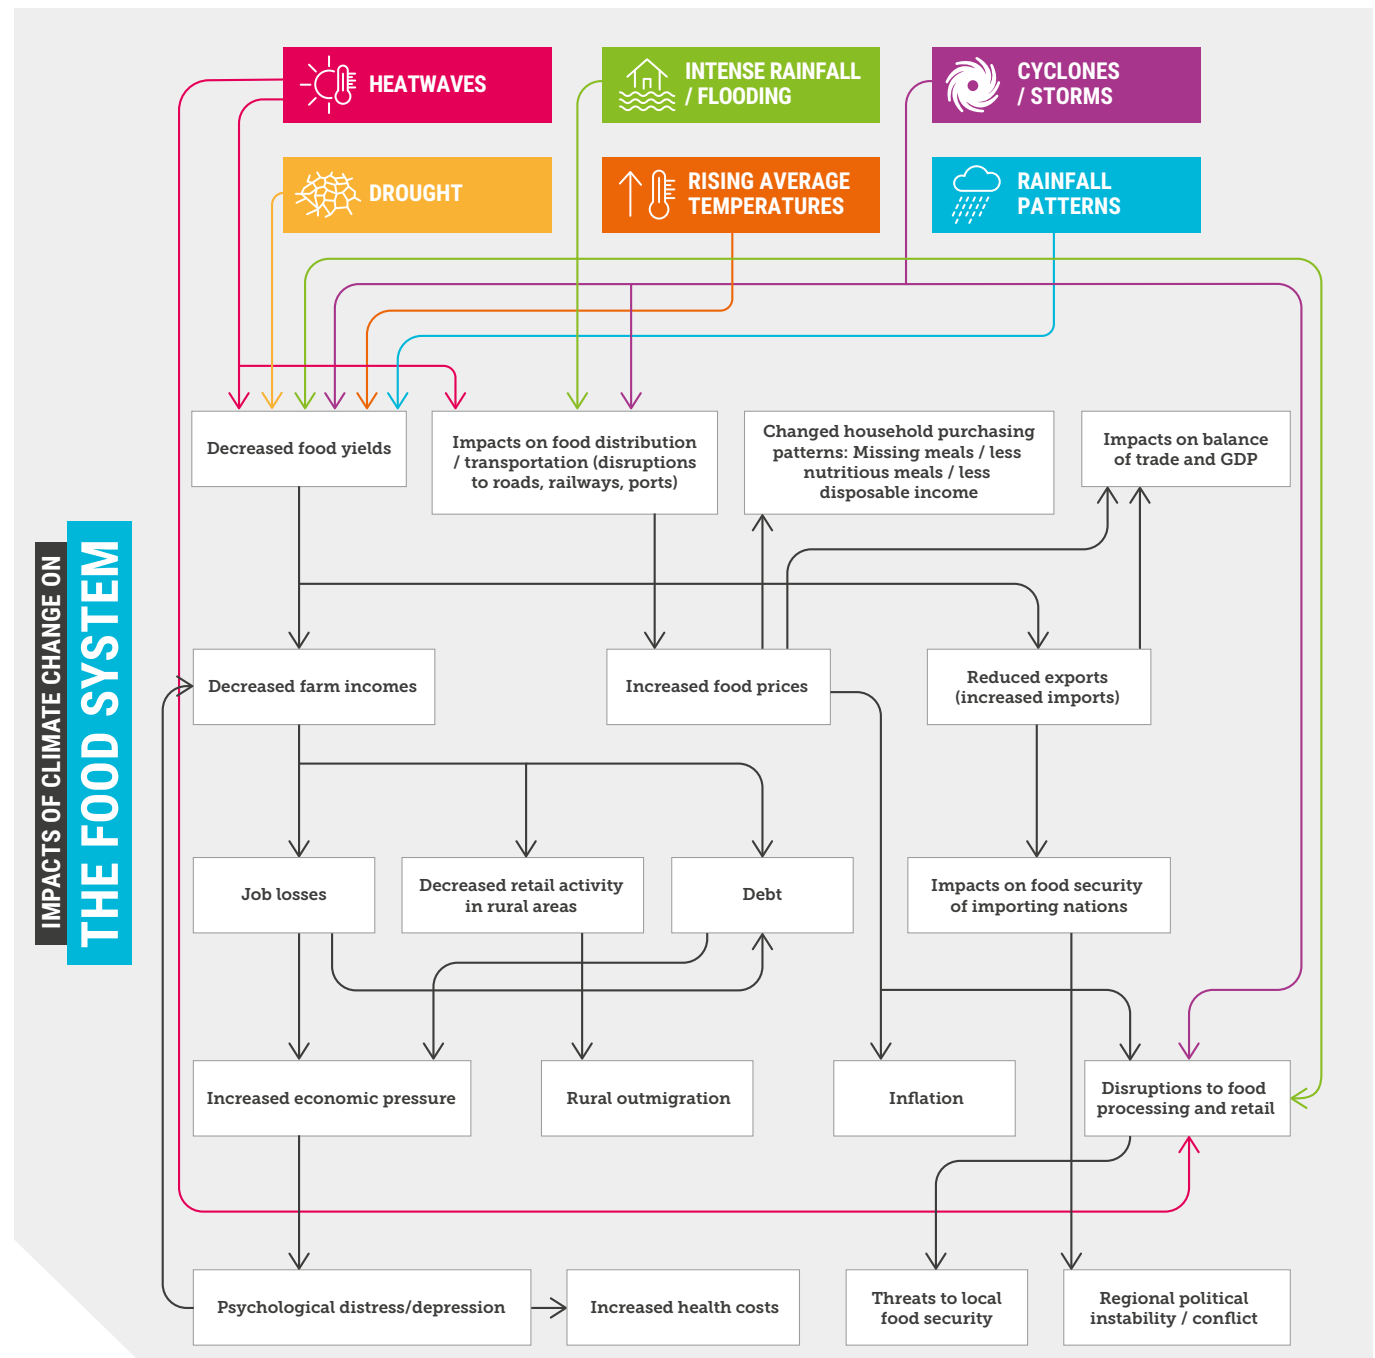 IMPACTS OF CLIMATE CHANGE ON
THE FOOD SYSTEM
HEATWAVES
INTENSE RAINFALL
/ FLOODING
CYCLONES
/ STORMS
DROUGHT
RISING AVERAGE
TEMPERATURES
RAINFALL
PATTERNS
Decreased food yields
Impacts on food distribution
/ transportation (disruptions
to roads, railways, ports)
Changed household purchasing
patterns: Missing meals / less
nutritious meals / less
disposable income
Impacts on balance
of trade and GDP
Decreased farm incomes
Increased food prices
Reduced exports
(increased imports)
Job losses
Decreased retail activity
in rural areas
Debt
Impacts on food security
of importing nations
Increased economic pressure
Rural outmigration
Inflation
Disruptions to food
processing and retail
Psychological distress/depression
Increased health costs
Threats to local
food security
Regional political
instability / conflict